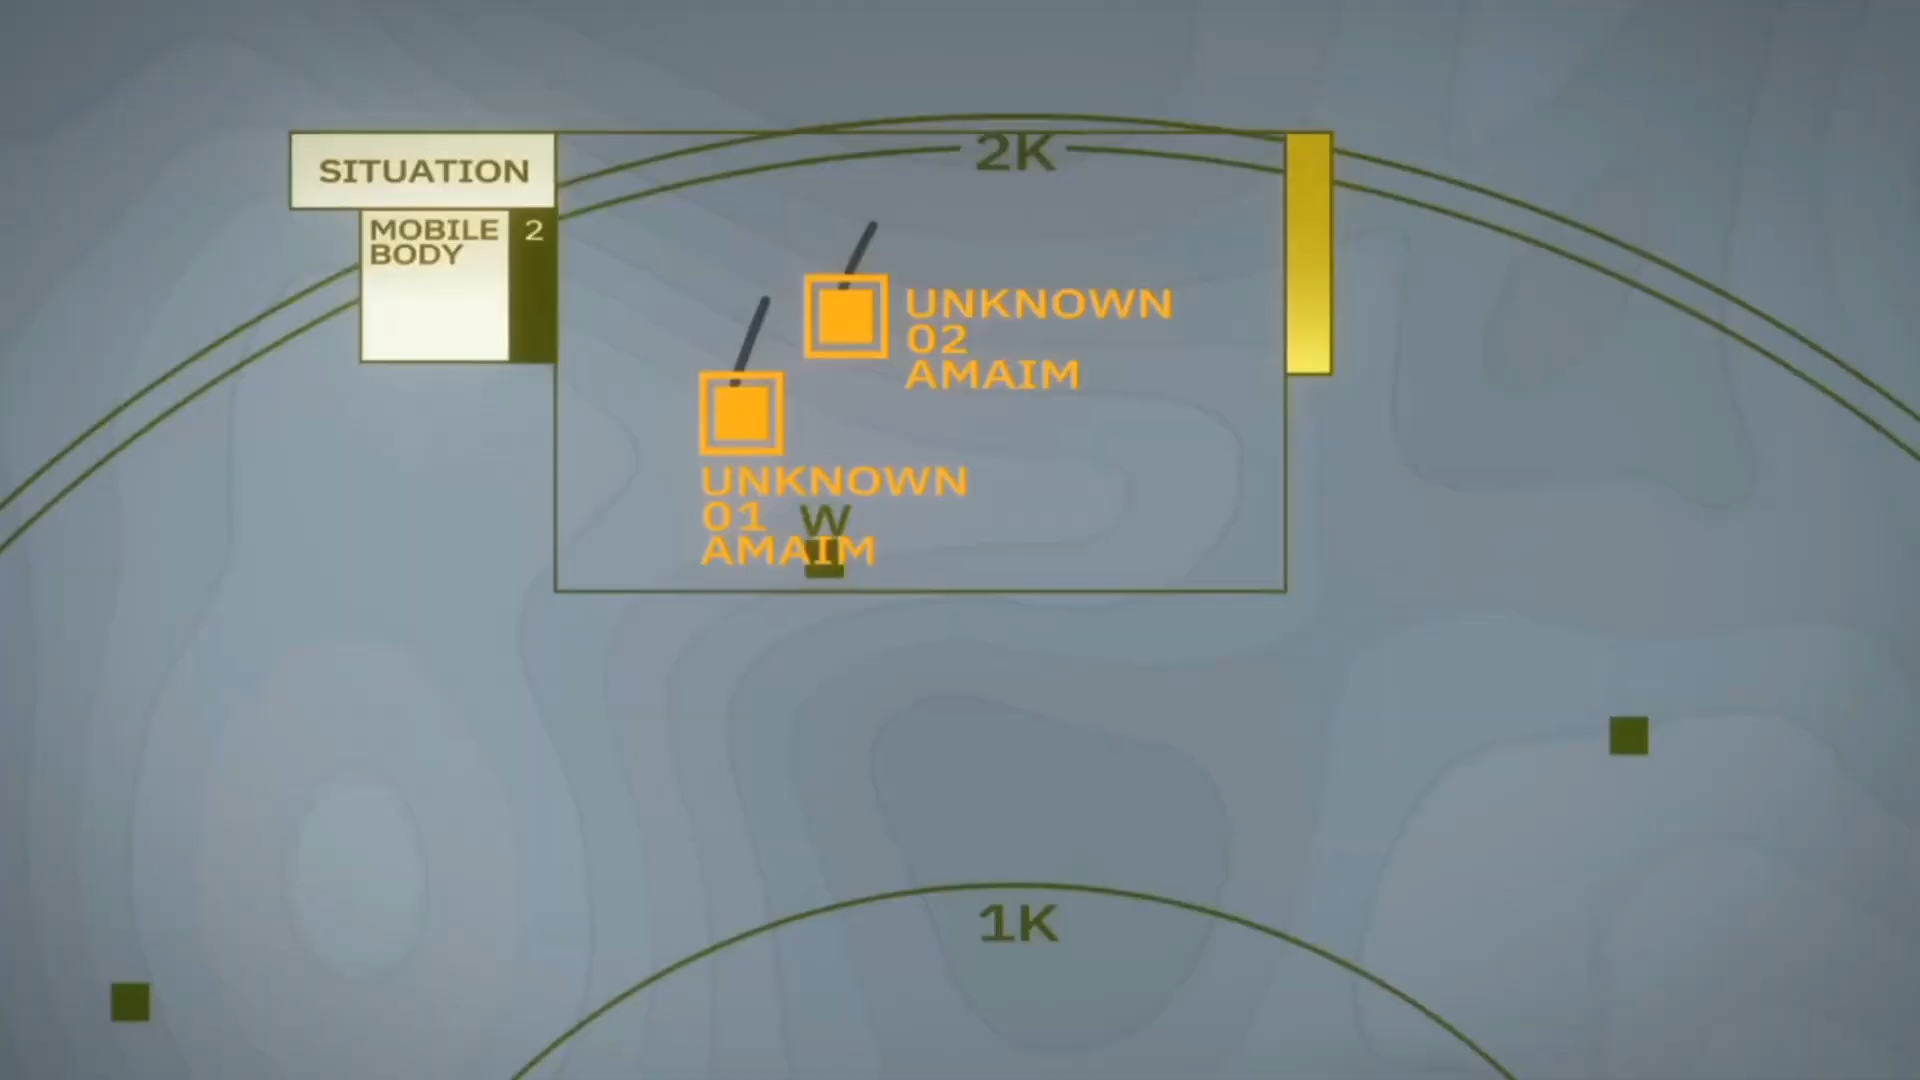 2K
SITUATION
MOBILE
BODY
2
UNKNOWN
02
AMAIM
UNKNOWN
01
AMAIM
W
1K